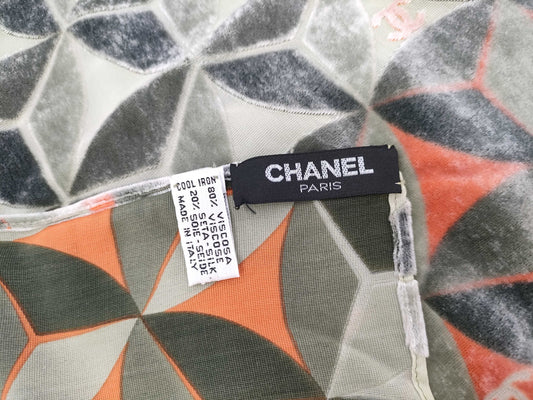 CHANEL
PARIS
80% VISCOSA
VISCOSE
20% SETA-SILK
SOIE-SEIDE
COOL IRON
MADE IN ITALY